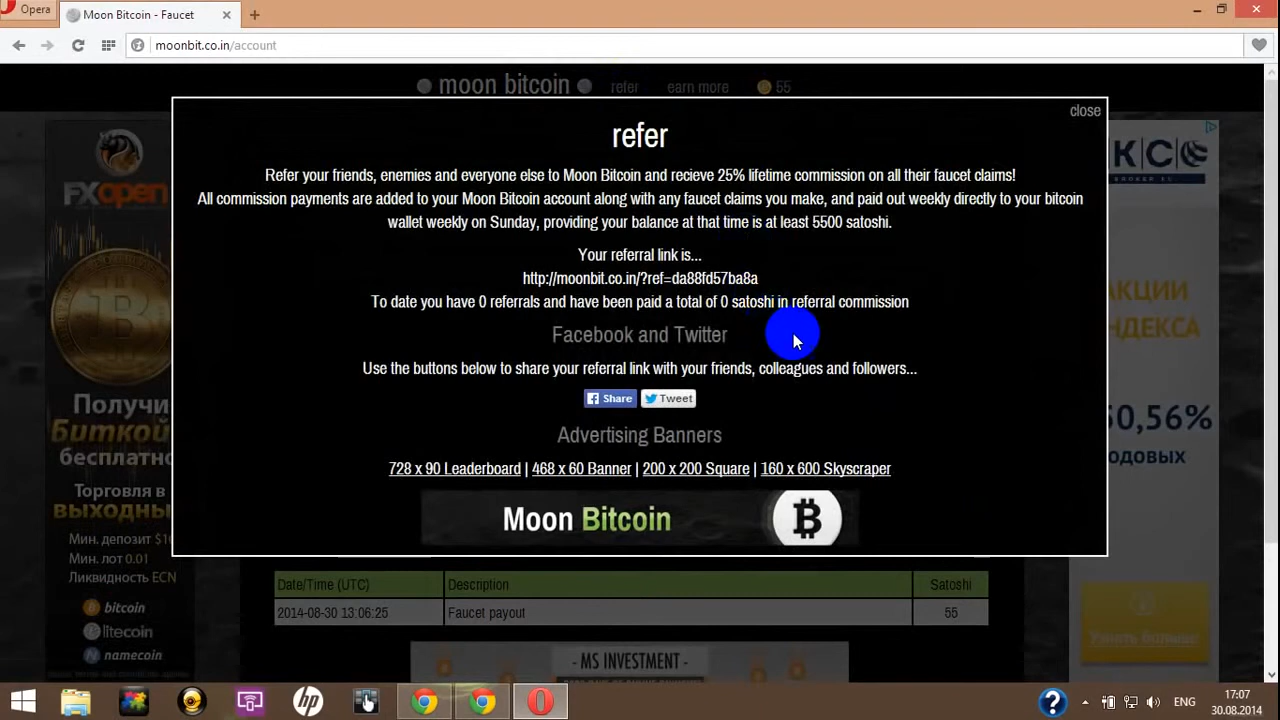 Opera
Moon Bitcoin - Faucet
moonbit.co.in/account
moon bitcoin
refer
earn more
55
close
refer
Refer your friends, enemies and everyone else to Moon Bitcoin and recieve 25% lifetime commission on all their faucet claims!
All commission payments are added to your Moon Bitcoin account along with any faucet claims you make, and paid out weekly directly to your bitcoin
wallet weekly on Sunday, providing your balance at that time is at least 5500 satoshi.
Your referral link is...
http://moonbit.co.in/?ref=da88fd57ba8a
To date you have 0 referrals and have been paid a total of 0 satoshi in referral commission
Facebook and Twitter
Use the buttons below to share your referral link with your friends, colleagues and followers...
Share
Tweet
Advertising Banners
728 x 90 Leaderboard | 468 x 60 Banner | 200 x 200 Square | 160 x 600 Skyscraper
Moon Bitcoin
FXopen
Получи
Биткой
бесплатно
Торговля в
выходны
Мин. депозит $1
Мин. лот 0.01
Ликвидность ECN
bitcoin
litecoin
namecoin
АКЦИИ
НДЕКСА
50,56%
одовых
Узнать больше
Date/Time (UTC)
Description
Satoshi
2014-08-30 13:06:25
Faucet payout
55
- MS INVESTMENT -
ENG
17:07
30.08.2014